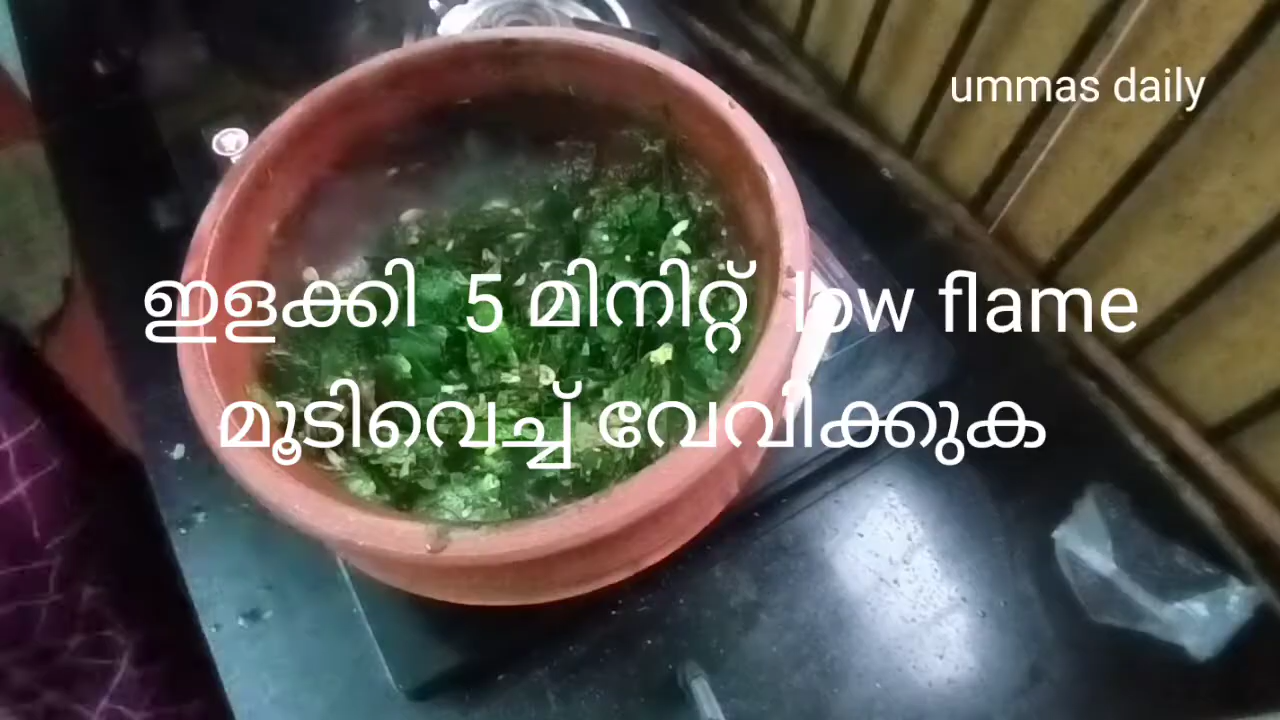 ummas daily
ഇളക്കി 5 മിനിറ്റ് low flame
മൂടിവെച്ച് വേവിക്കുക